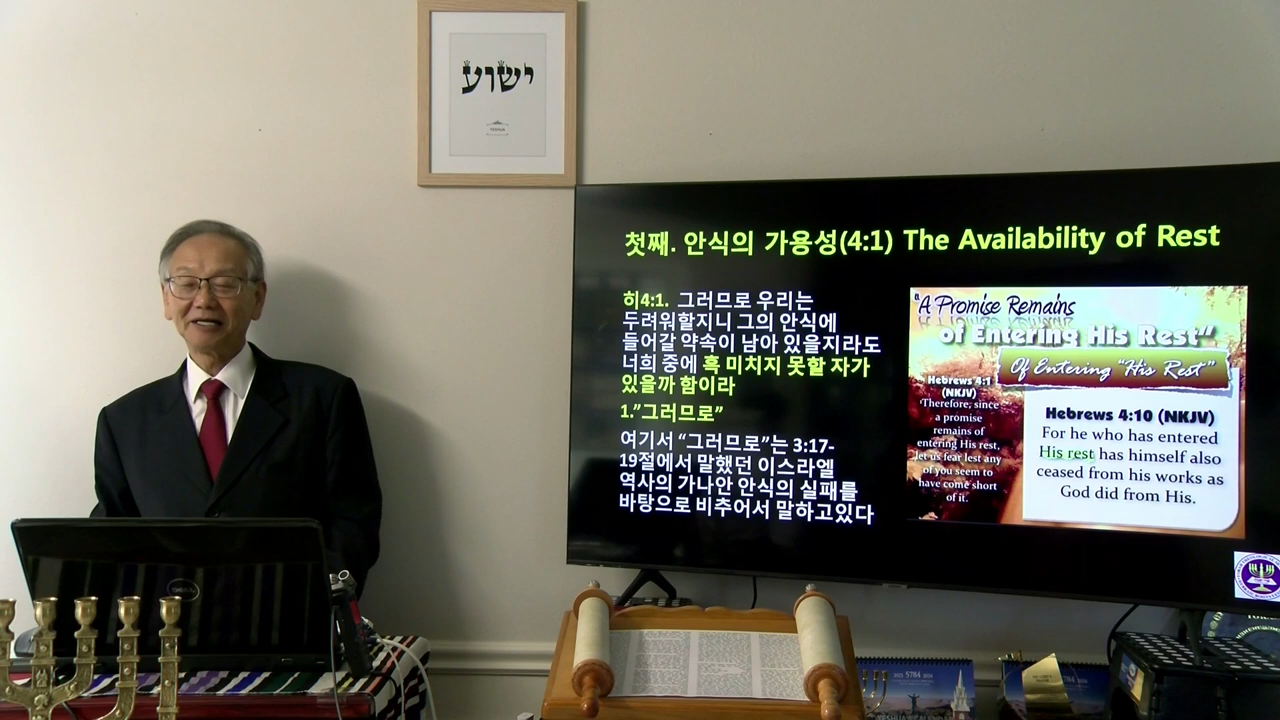 ישוע
첫째. 안식의 가용성(4:1) The Availability of Rest
히4:1. 그러므로 우리는
두려워할지니 그의 안식에
들어갈 약속이 남아 있을지라도
너희 중에 혹 미치지 못할 자가
있을까 함이라
1."그러므로"
여기서 "그러므로"는 3:17-
19절에서 말했던 이스라엘
역사의 가나안 안식의 실패를
바탕으로 비추어서 말하고있다
"A Promise Remains
of Entering His Rest"
Of Entering "His Rest"
Hebrews 4:1
(NKJV)
Therefore, since
a promise
remains of
entering His rest,
let us fear lest any
of you seem to
have come short
of it.
Hebrews 4:10 (NKJV)
For he who has entered
His rest has himself also
ceased from his works as
God did from His.
5784